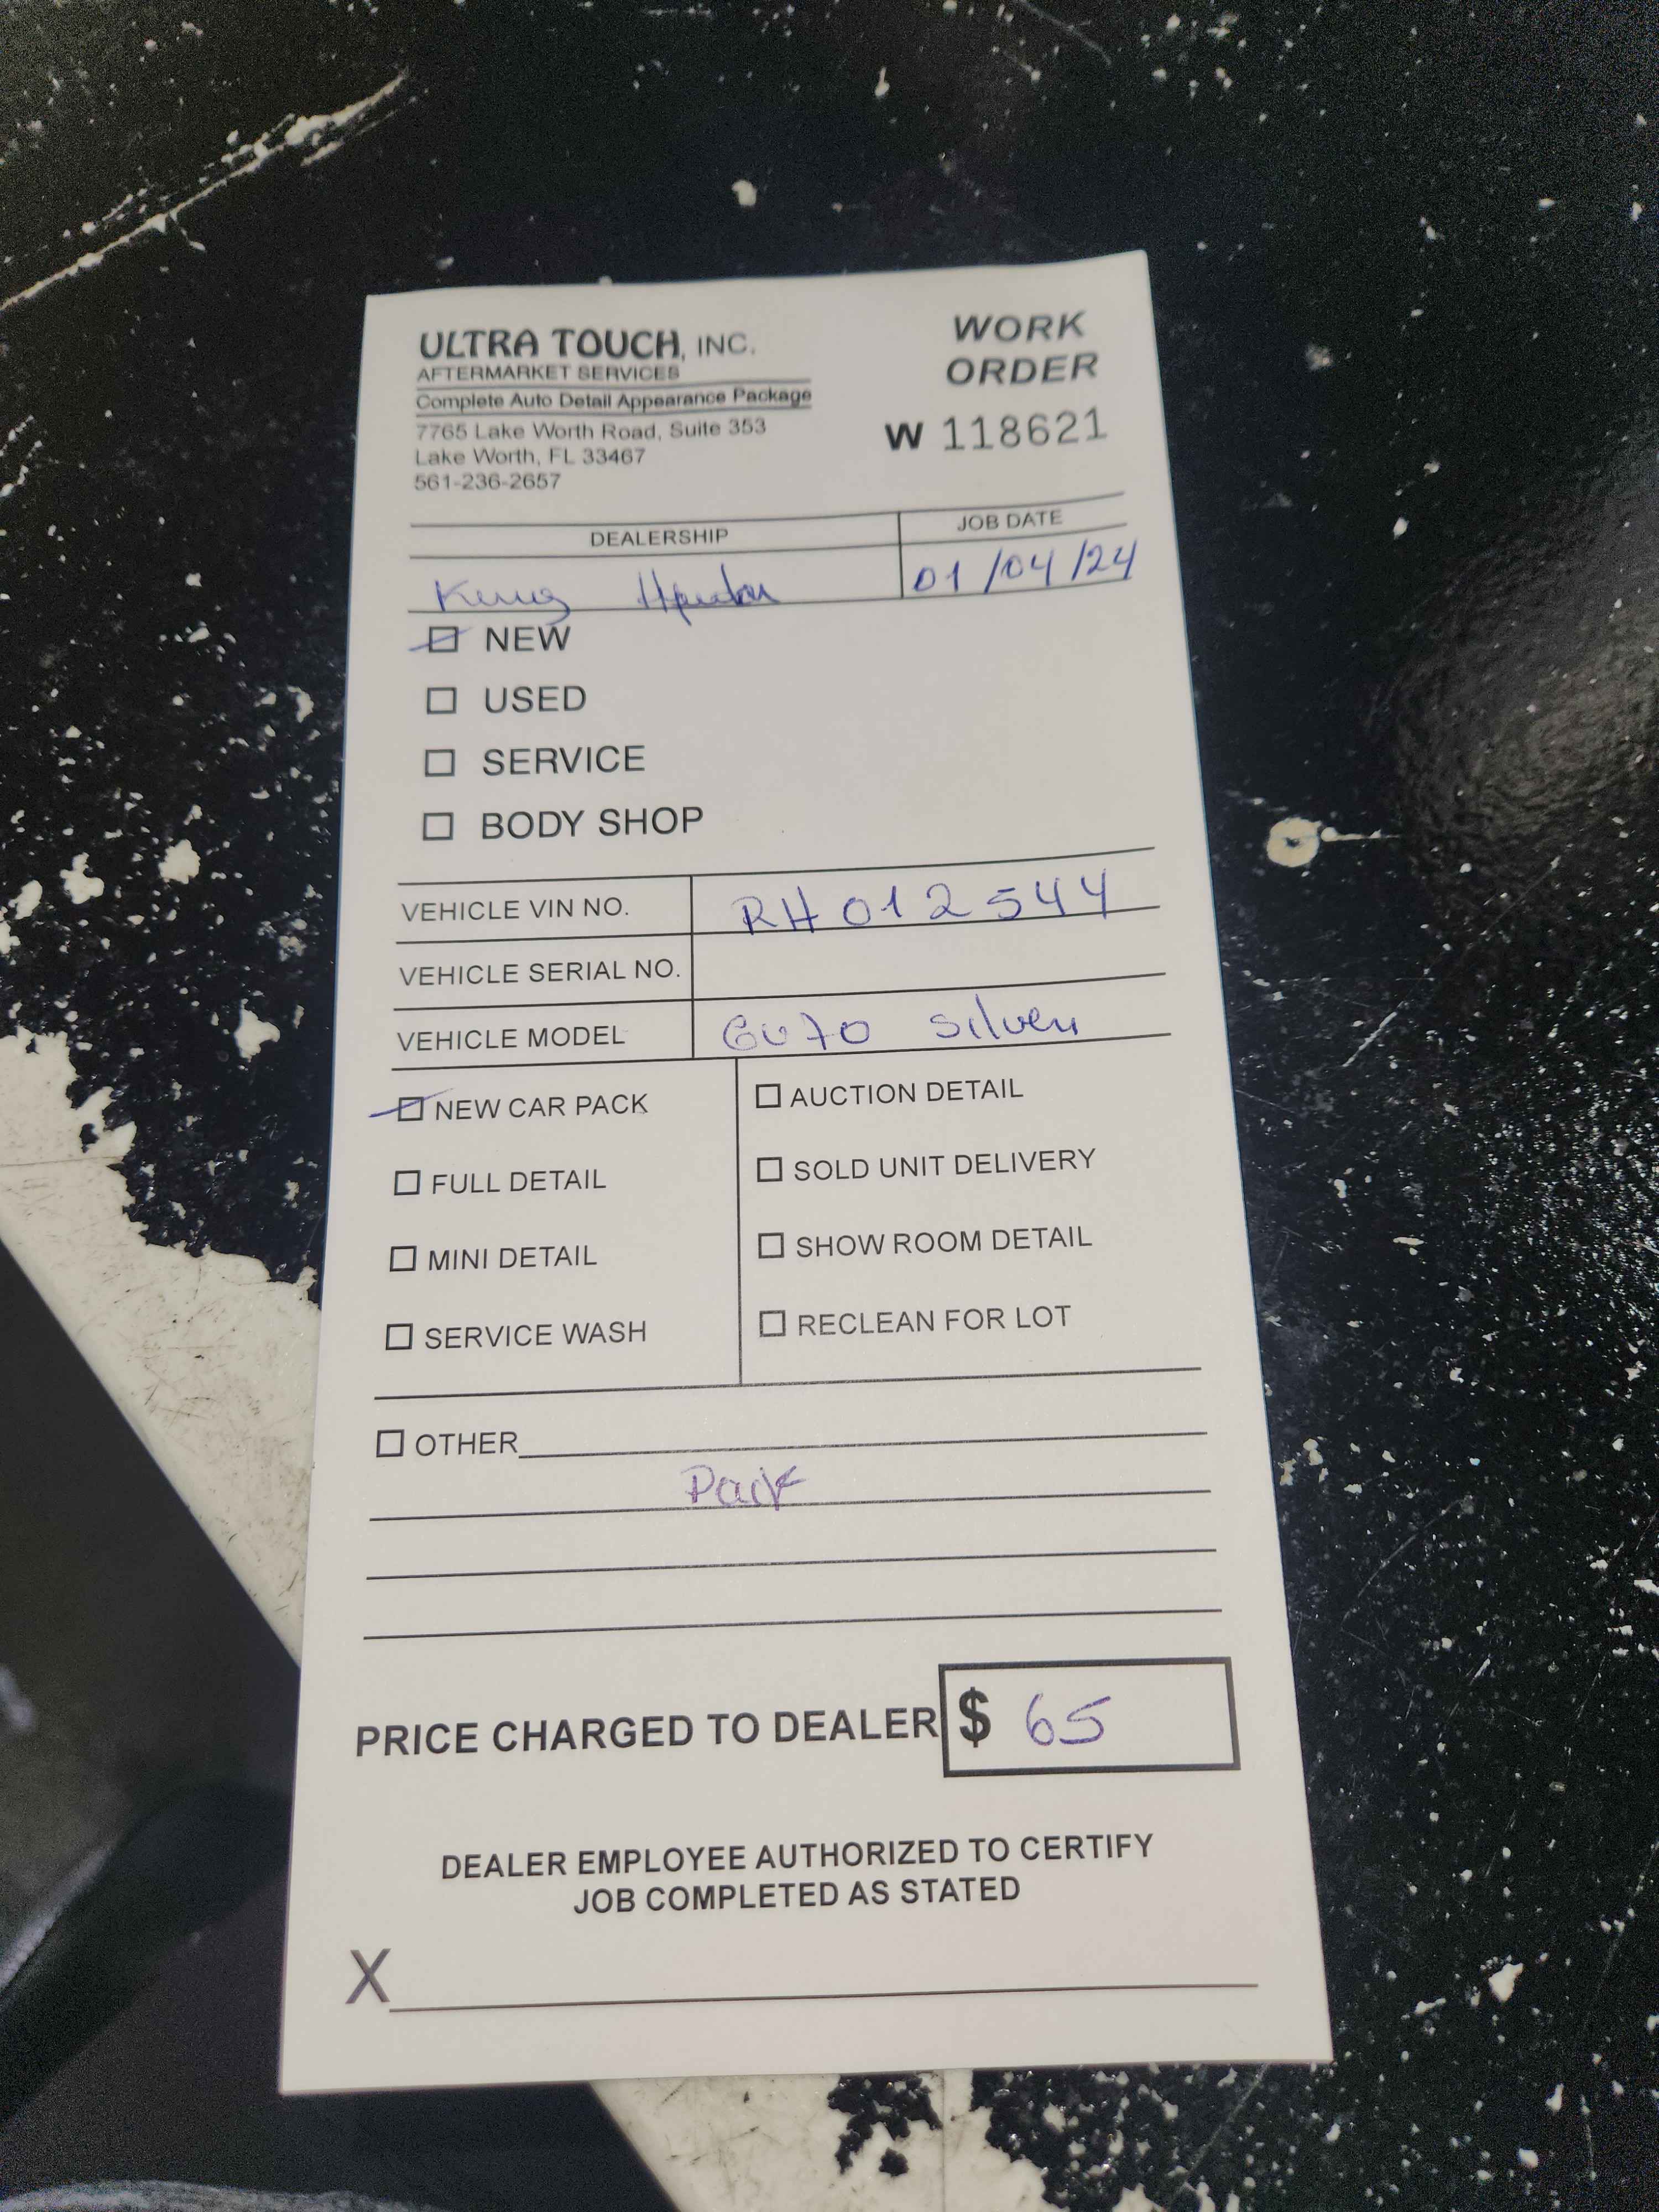 ULTRA TOUCH, INC.
AFTERMARKET SERVICES
Complete Auto Detail Appearance Package
7765 Lake Worth Road, Suite 353
Lake Worth, FL 33467
561-236-2657
WORK
ORDER
W 118621
DEALERSHIP
JOB DATE
01/04/24
NEW
USED
SERVICE
BODY SHOP
VEHICLE VIN NO. RH012544
VEHICLE SERIAL NO.
VEHICLE MODEL GV70 Silver
NEW CAR PACK
AUCTION DETAIL
FULL DETAIL
SOLD UNIT DELIVERY
MINI DETAIL
SHOW ROOM DETAIL
SERVICE WASH
RECLEAN FOR LOT
OTHER
PRICE CHARGED TO DEALER $ 65
DEALER EMPLOYEE AUTHORIZED TO CERTIFY
JOB COMPLETED AS STATED
X